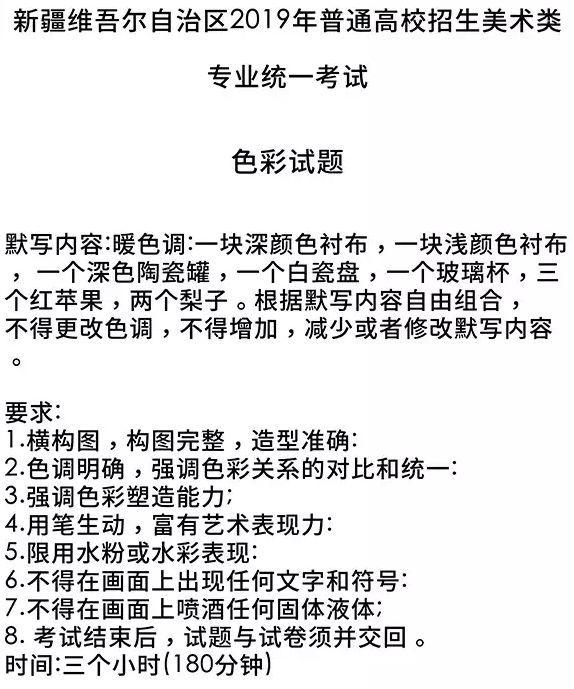 新疆维吾尔自治区2019年普通高校招生美术类
专业统一考试
色彩试题
默写内容:暖色调:一块深颜色衬布，一块浅颜色衬布
，一个深色陶瓷罐，一个白瓷盘，一个玻璃杯，三
个红苹果，两个梨子。根据默写内容自由组合，
不得更改色调，不得增加，减少或者修改默写内容
。
要求:
1.横构图，构图完整，造型准确:
2.色调明确，强调色彩关系的对比和统一:
3.强调色彩塑造能力;
4.用笔生动，富有艺术表现力:
5.限用水粉或水彩表现:
6.不得在画面上出现任何文字和符号:
7.不得在画面上喷洒任何固体液体;
8. 考试结束后，试题与试卷须并交回。
时间:三个小时(180分钟)